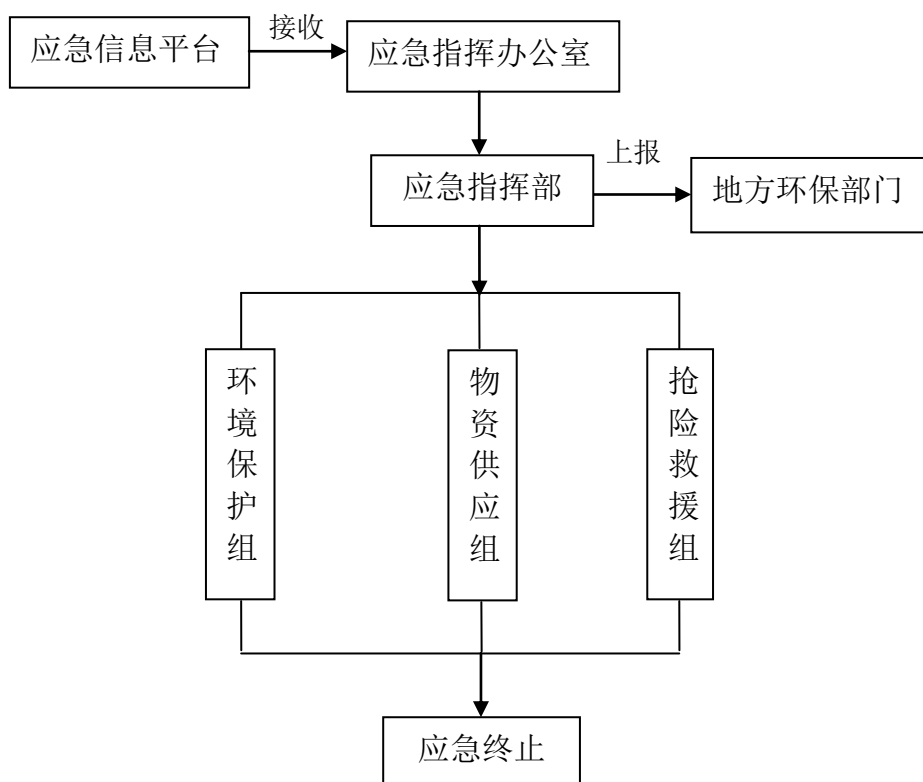 应急信息平台
接收
应急指挥办公室
应急指挥部
上报
地方环保部门
环境保护组
物资供应组
抢险救援组
应急终止